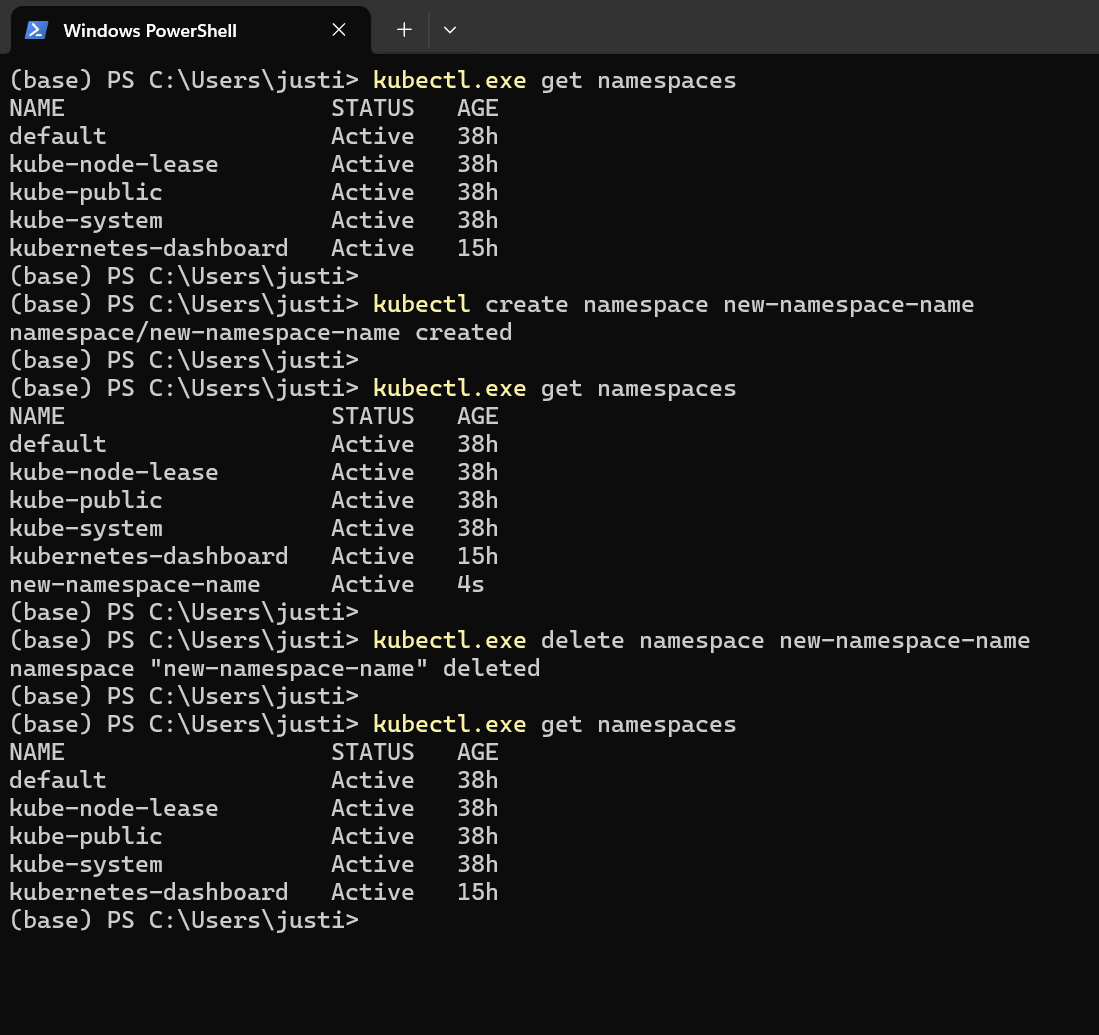 Windows PowerShell
(base) PS C:\Users\justi> kubectl.exe get namespaces
NAME                   STATUS   AGE
default                Active   38h
kube-node-lease        Active   38h
kube-public            Active   38h
kube-system            Active   38h
kubernetes-dashboard   Active   15h
(base) PS C:\Users\justi>
(base) PS C:\Users\justi> kubectl create namespace new-namespace-name
namespace/new-namespace-name created
(base) PS C:\Users\justi>
(base) PS C:\Users\justi> kubectl.exe get namespaces
NAME                   STATUS   AGE
default                Active   38h
kube-node-lease        Active   38h
kube-public            Active   38h
kube-system            Active   38h
kubernetes-dashboard   Active   15h
new-namespace-name     Active   4s
(base) PS C:\Users\justi>
(base) PS C:\Users\justi> kubectl.exe delete namespace new-namespace-name
namespace "new-namespace-name" deleted
(base) PS C:\Users\justi>
(base) PS C:\Users\justi> kubectl.exe get namespaces
NAME                   STATUS   AGE
default                Active   38h
kube-node-lease        Active   38h
kube-public            Active   38h
kube-system            Active   38h
kubernetes-dashboard   Active   15h
(base) PS C:\Users\justi>